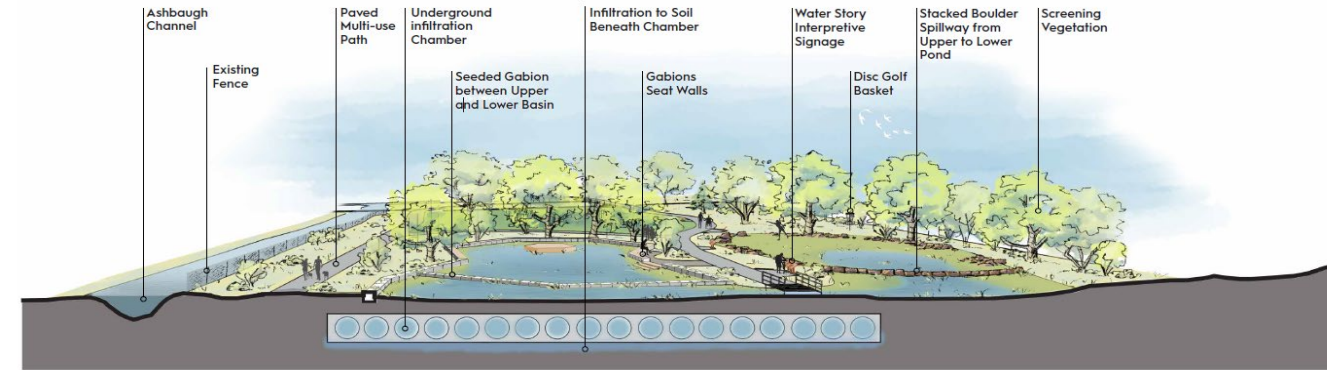 Ashbaugh
Channel
Existing
Fence
Paved
Multi-use
Path
Underground
infiltration
Chamber
Seeded Gabion
between Upper
and Lower Basin
Infiltration to Soil
Beneath Chamber
Gabions
Seat Walls
Water Story
Interpretive
Signage
Disc Golf
Basket
Stacked Boulder
Spillway from
Upper to Lower
Pond
Screening
Vegetation